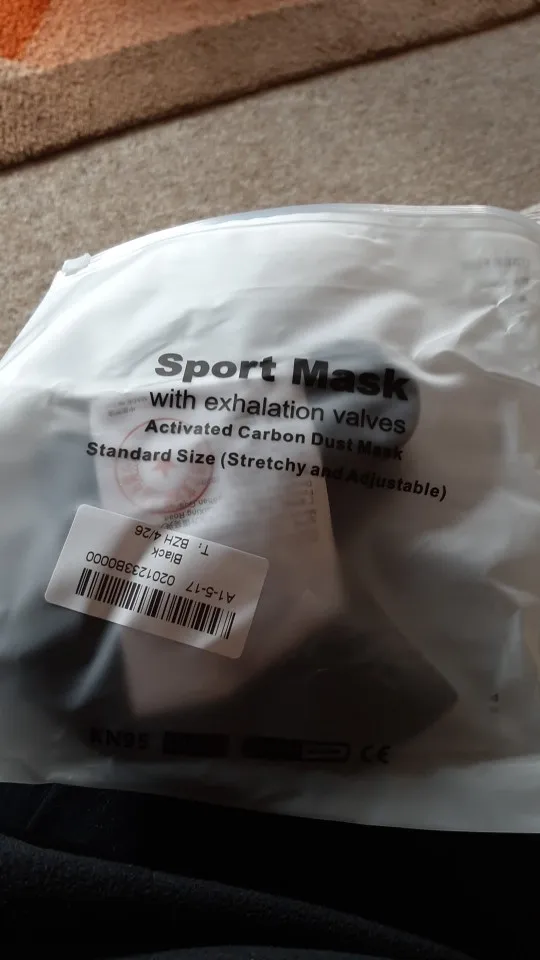 Sport Mask
with exhalation valves
Activated Carbon Dust Mask
Standard Size (Stretchy and Adjustable)
A1-5-17 0201233B0000
Black
T: BZH 4/26
KN95
CE